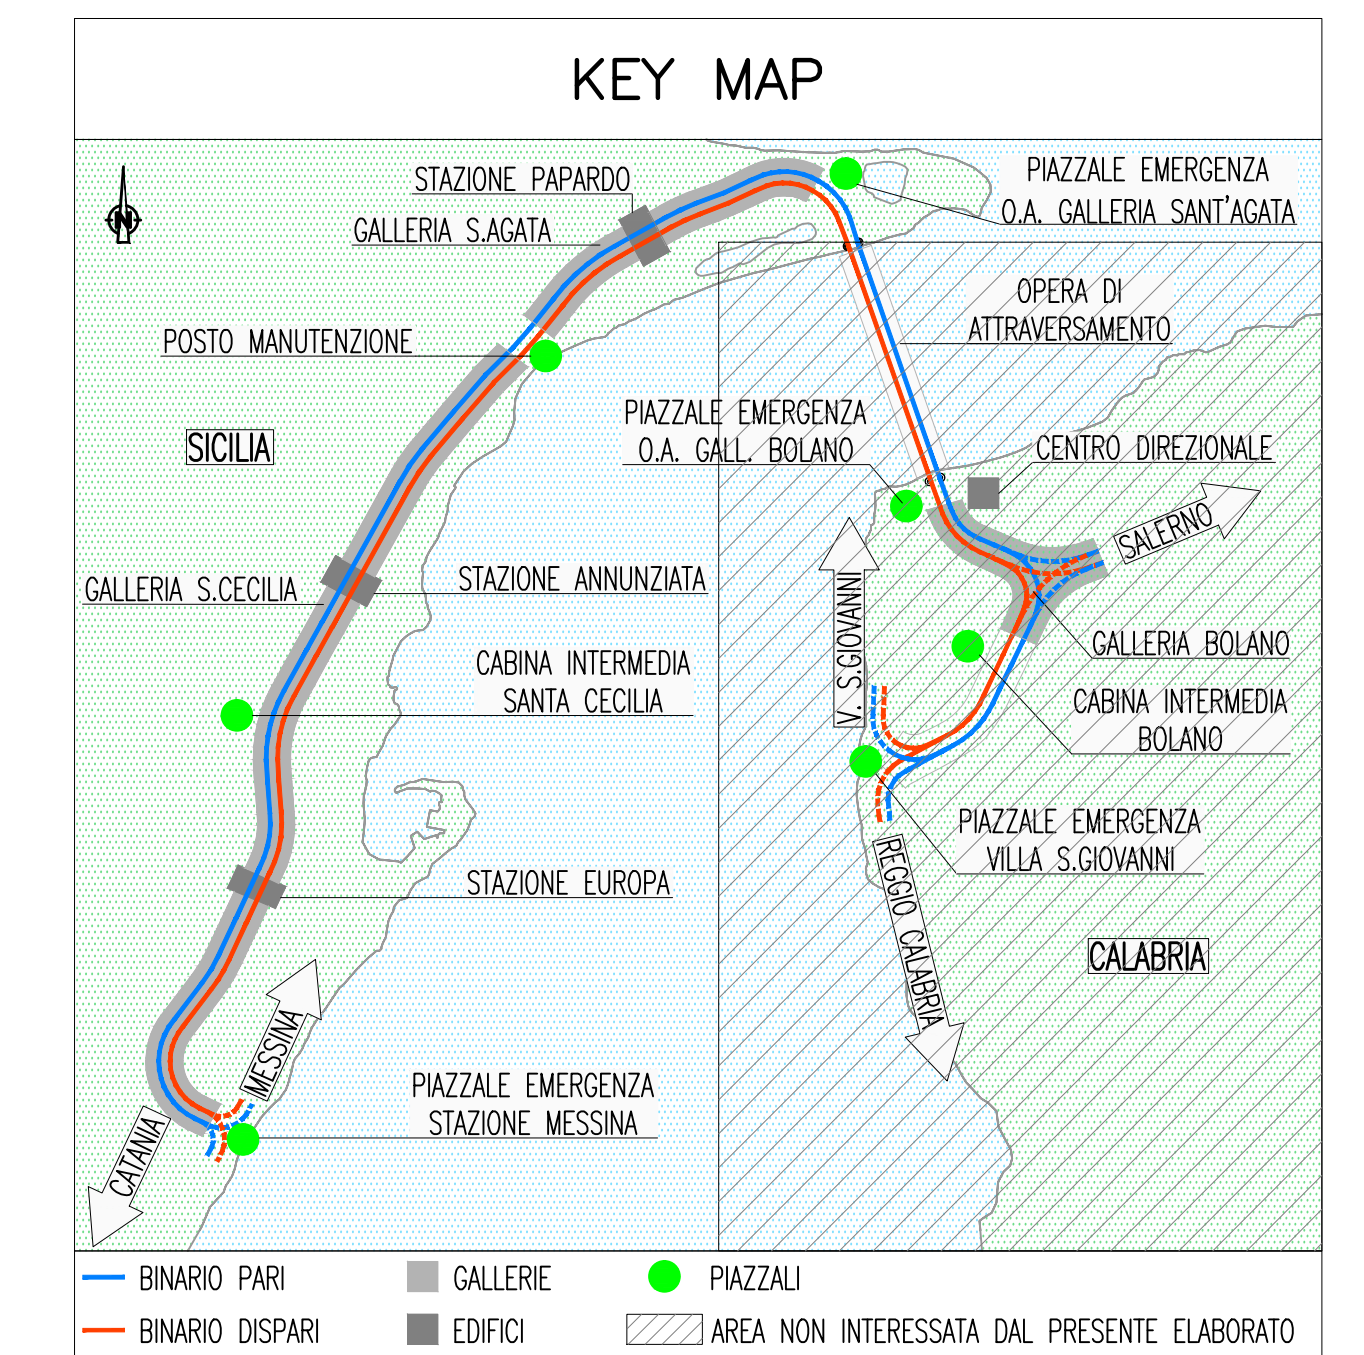 KEY MAP
N
STAZIONE PAPARDO
GALLERIA S.AGATA
PIAZZALE EMERGENZA
O.A. GALLERIA SANT'AGATA
OPERA DI
ATTRAVERSAMENTO
POSTO MANUTENZIONE
SICILIA
PIAZZALE EMERGENZA
O.A. GALL. BOLANO
CENTRO DIREZIONALE
SALERNO
GALLERIA S.CECILIA
STAZIONE ANNUNZIATA
V. S.GIOVANNI
GALLERIA BOLANO
CABINA INTERMEDIA
SANTA CECILIA
CABINA INTERMEDIA
BOLANO
PIAZZALE EMERGENZA
VILLA S.GIOVANNI
STAZIONE EUROPA
REGGIO CALABRIA
CALABRIA
MESSINA
PIAZZALE EMERGENZA
STAZIONE MESSINA
CATANIA
BINARIO PARI
GALLERIE
PIAZZALI
BINARIO DISPARI
EDIFICI
AREA NON INTERESSATA DAL PRESENTE ELABORATO